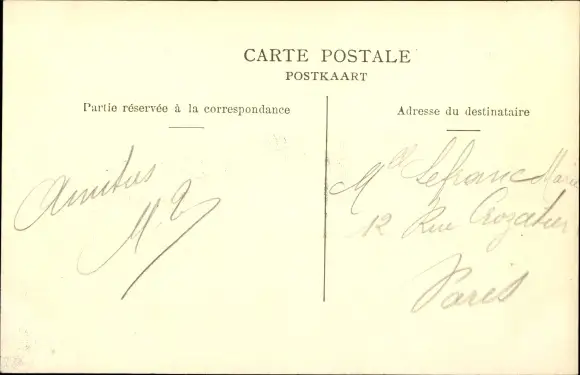 CARTE POSTALE
POSTKAART
Partie réservée à la correspondance
Adresse du destinataire
Amitiés
M.
Mlle Lefranc Marie
12 Rue Crozatier
Paris